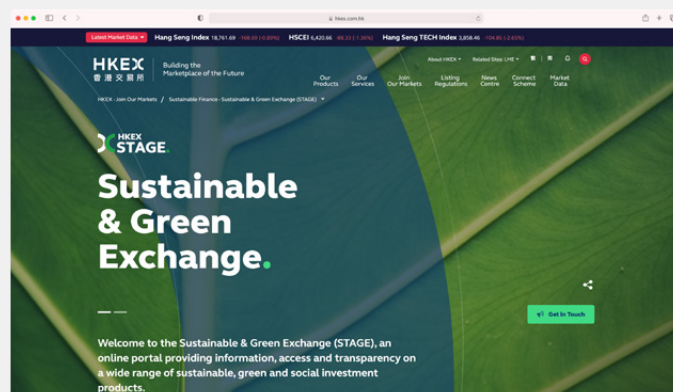 hkex.com.hk
Latest Market Data
Hang Seng Index 18,761.69 -168.00 (-0.89%) HSCEI 6,420.66 -88.33 (-1.36%) Hang Seng TECH Index 3,858.46 -104.85 (-2.65%)
About HKEX Related Sites: LME 繁 簡
HKEX
香港交易所
Building the
Marketplace of the Future
Our Products
Our Services
Join Our Markets
Listing Regulations
News Centre
Connect Scheme
Market Data
HKEX - Join Our Markets / Sustainable Finance - Sustainable & Green Exchange (STAGE)
HKEX
STAGE.
Sustainable
& Green
Exchange.
Get In Touch
Welcome to the Sustainable & Green Exchange (STAGE), an
online portal providing information, access and transparency on
a wide range of sustainable, green and social investment
products.